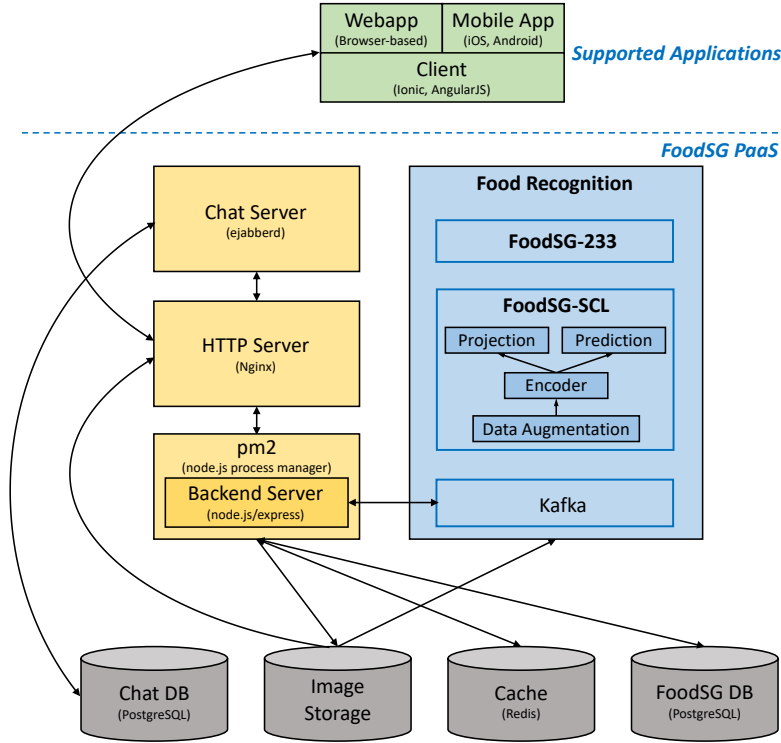 Webapp
(Browser-based)
Mobile App
(iOS, Android)
Client
(Ionic, AngularJS)
Supported Applications
FoodSG PaaS
Chat Server
(ejabberd)
HTTP Server
(Nginx)
pm2
(node.js process manager)
Backend Server
(node.js/express)
Food Recognition
FoodSG-233
FoodSG-SCL
Projection
Prediction
Encoder
Data Augmentation
Kafka
Chat DB
(PostgreSQL)
Image
Storage
Cache
(Redis)
FoodSG DB
(PostgreSQL)